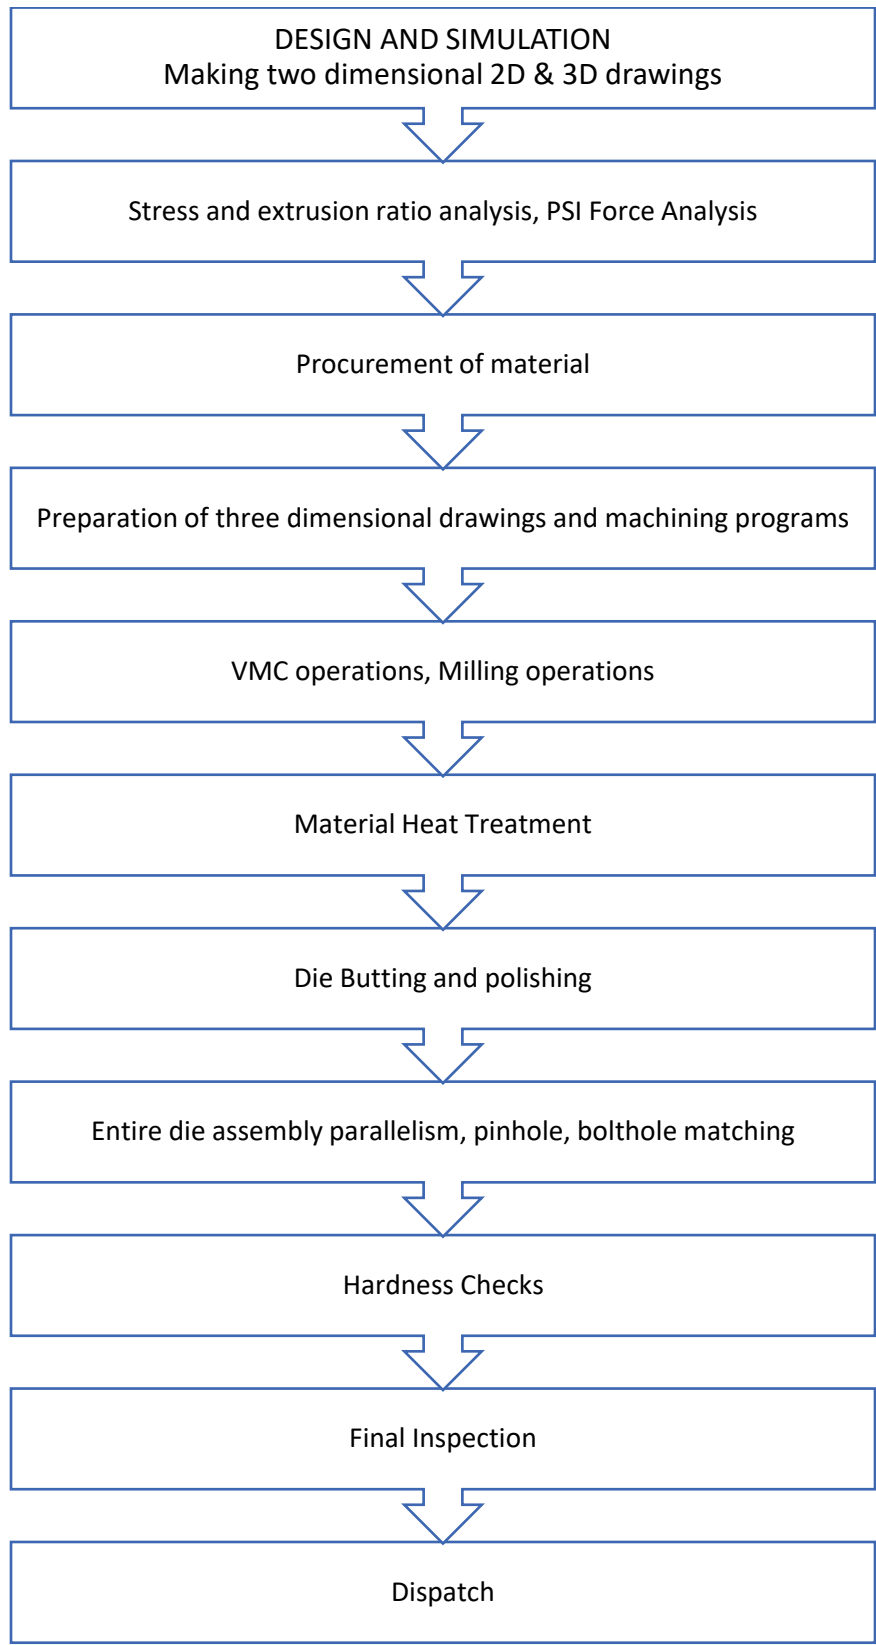 DESIGN AND SIMULATION
Making two dimensional 2D & 3D drawings
Stress and extrusion ratio analysis, PSI Force Analysis
Procurement of material
Preparation of three dimensional drawings and machining programs
VMC operations, Milling operations
Material Heat Treatment
Die Butting and polishing
Entire die assembly parallelism, pinhole, bolthole matching
Hardness Checks
Final Inspection
Dispatch